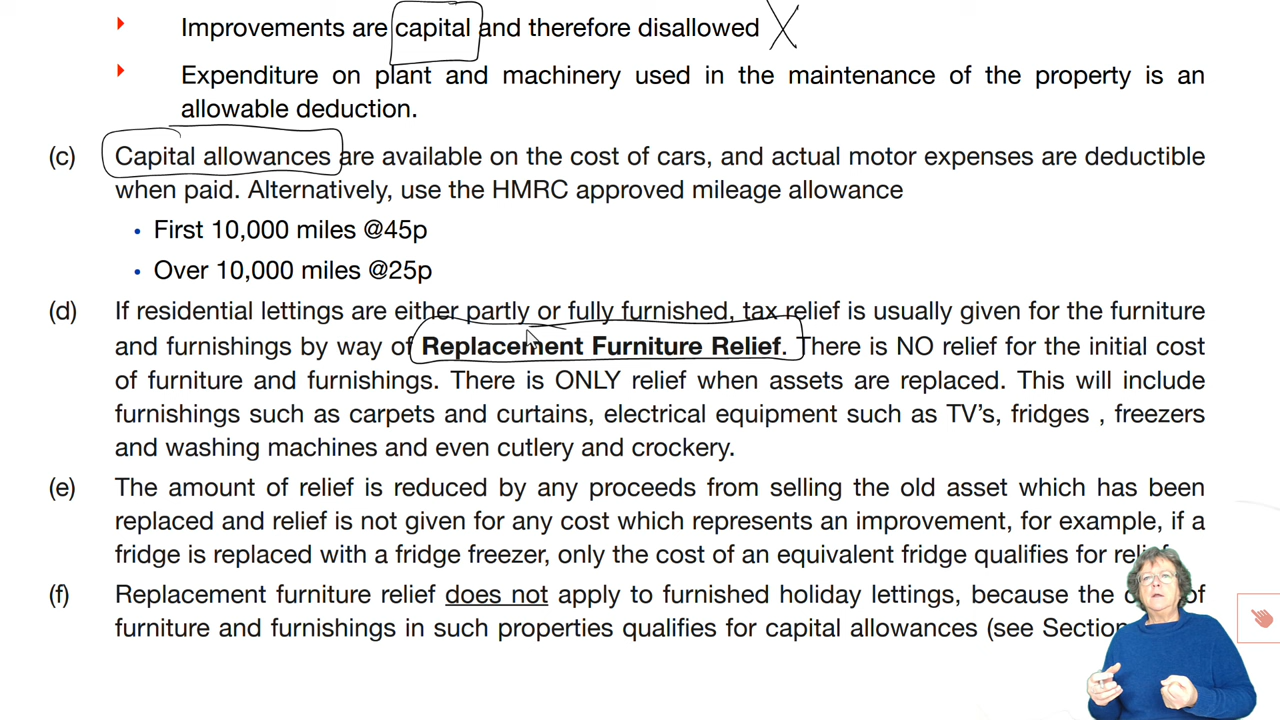 Improvements are capital and therefore disallowed
Expenditure on plant and machinery used in the maintenance of the property is an
allowable deduction.
(c) Capital allowances are available on the cost of cars, and actual motor expenses are deductible
when paid. Alternatively, use the HMRC approved mileage allowance
• First 10,000 miles @45p
• Over 10,000 miles @25p
(d) If residential lettings are either partly or fully furnished, tax relief is usually given for the furniture
and furnishings by way of Replacement Furniture Relief. There is NO relief for the initial cost
of furniture and furnishings. There is ONLY relief when assets are replaced. This will include
furnishings such as carpets and curtains, electrical equipment such as TV's, fridges , freezers
and washing machines and even cutlery and crockery.
(e) The amount of relief is reduced by any proceeds from selling the old asset which has been
replaced and relief is not given for any cost which represents an improvement, for example, if a
fridge is replaced with a fridge freezer, only the cost of an equivalent fridge qualifies for
(f) Replacement furniture relief does not apply to furnished holiday lettings, because the of
furniture and furnishings in such properties qualifies for capital allowances (see Section